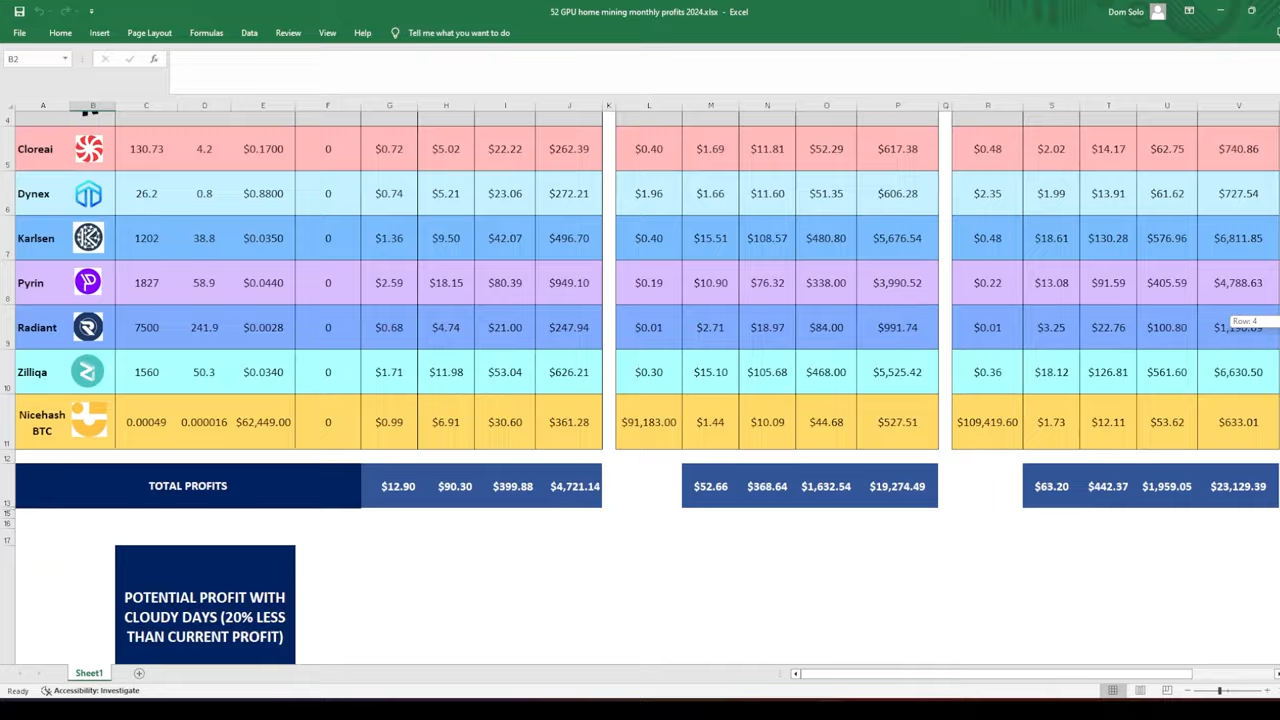 52 GPU home mining monthly profits 2024.xlsx - Excel
Dom Solo
File Home Insert Page Layout Formulas Data Review View Help Tell me what you want to do
B2 fx
A B C D E F G H I J K L M N O P Q R S T U V
4
Cloreai 130.73 4.2 $0.1700 0 $0.72 $5.02 $22.22 $262.39 $0.40 $1.69 $11.81 $52.29 $617.38 $0.48 $2.02 $14.17 $62.75 $740.86
5
Dynex 26.2 0.8 $0.8800 0 $0.74 $5.21 $23.06 $272.21 $1.96 $1.66 $11.60 $51.35 $606.28 $2.35 $1.99 $13.91 $61.62 $727.54
6
Karlsen 1202 38.8 $0.0350 0 $1.36 $9.50 $42.07 $496.70 $0.40 $15.51 $108.57 $480.80 $5,676.54 $0.48 $18.61 $130.28 $576.96 $6,811.85
7
Pyrin 1827 58.9 $0.0440 0 $2.59 $18.15 $80.39 $949.10 $0.19 $10.90 $76.32 $338.00 $3,990.52 $0.22 $13.08 $91.59 $405.59 $4,788.63
8
Row: 4
Radiant 7500 241.9 $0.0028 0 $0.68 $4.74 $21.00 $247.94 $0.01 $2.71 $18.97 $84.00 $991.74 $0.01 $3.25 $22.76 $100.80
9
Zilliqa 1560 50.3 $0.0340 0 $1.71 $11.98 $53.04 $626.21 $0.30 $15.10 $105.68 $468.00 $5,525.42 $0.36 $18.12 $126.81 $561.60 $6,630.50
10
Nicehash
BTC 0.00049 0.000016 $62,449.00 0 $0.99 $6.91 $30.60 $361.28 $91,183.00 $1.44 $10.09 $44.68 $527.51 $109,419.60 $1.73 $12.11 $53.62 $633.01
11
12
TOTAL PROFITS $12.90 $90.30 $399.88 $4,721.14 $52.66 $368.64 $1,632.54 $19,274.49 $63.20 $442.37 $1,959.05 $23,129.39
13
15
16
17
POTENTIAL PROFIT WITH
CLOUDY DAYS (20% LESS
THAN CURRENT PROFIT)
Sheet1
Ready Accessibility: Investigate